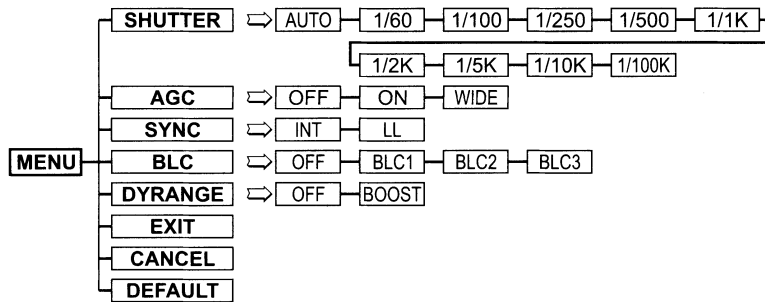 SHUTTER AUTO 1/60 1/100 1/250 1/500 1/1K
1/2K 1/5K 1/10K 1/100K
AGC OFF ON WIDE
SYNC INT LL
MENU BLC OFF BLC1 BLC2 BLC3
DYRANGE OFF BOOST
EXIT
CANCEL
DEFAULT